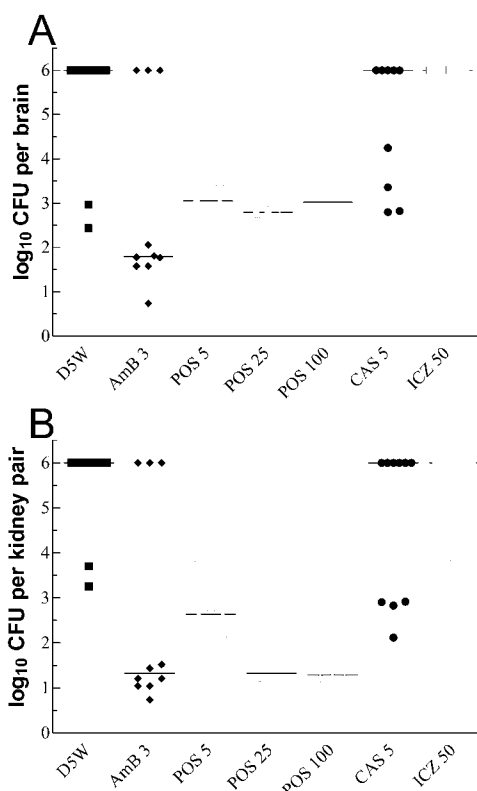 A
log10 CFU per brain
6
5
4
3
2
1
0
D5W
AmB 3
POS 5
POS 25
POS 100
CAS 5
ICZ 50
B
log10 CFU per kidney pair
6
5
4
3
2
1
0
D5W
AmB 3
POS 5
POS 25
POS 100
CAS 5
ICZ 50